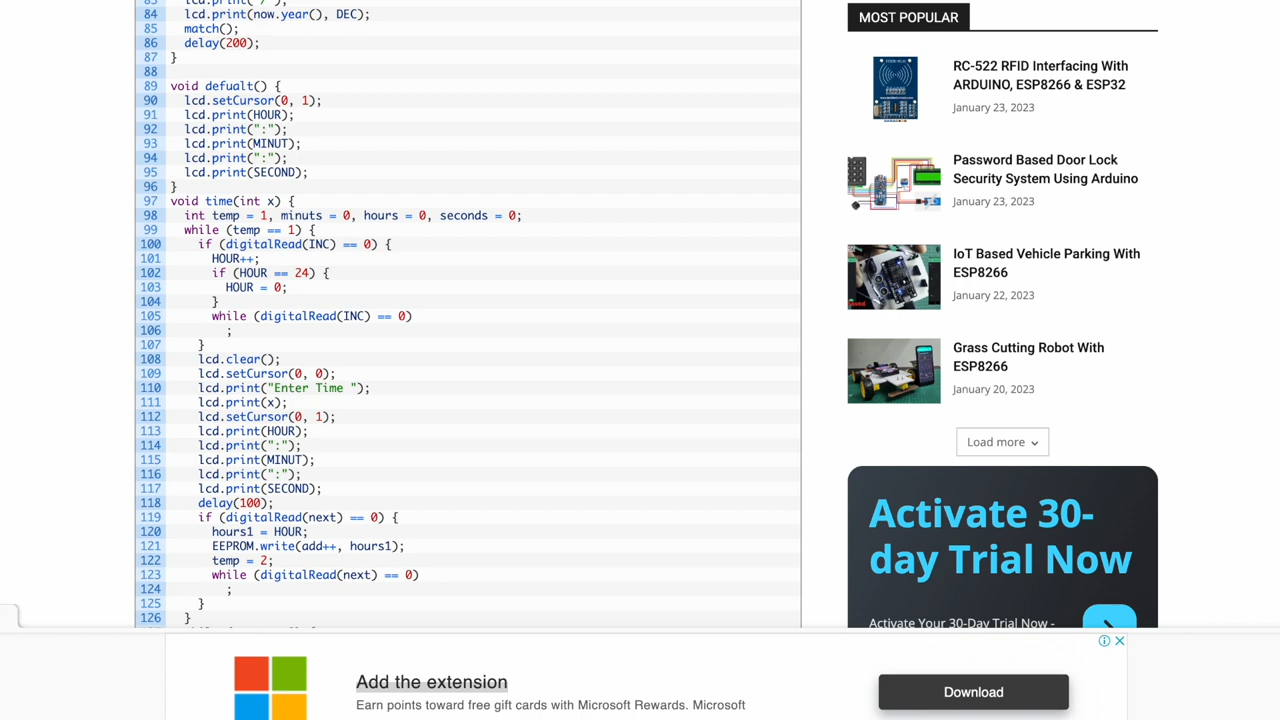 84 lcd.print(now.year(), DEC);
85 match();
86 delay(200);
87 }
88
89 void defualt() {
90 lcd.setCursor(0, 1);
91 lcd.print(HOUR);
92 lcd.print(":");
93 lcd.print(MINUT);
94 lcd.print(":");
95 lcd.print(SECOND);
96 }
97 void time(int x) {
98 int temp = 1, minuts = 0, hours = 0, seconds = 0;
99 while (temp == 1) {
100 if (digitalRead(INC) == 0) {
101 HOUR++;
102 if (HOUR == 24) {
103 HOUR = 0;
104 }
105 while (digitalRead(INC) == 0)
106 ;
107 }
108 lcd.clear();
109 lcd.setCursor(0, 0);
110 lcd.print("Enter Time ");
111 lcd.print(x);
112 lcd.setCursor(0, 1);
113 lcd.print(HOUR);
114 lcd.print(":");
115 lcd.print(MINUT);
116 lcd.print(":");
117 lcd.print(SECOND);
118 delay(100);
119 if (digitalRead(next) == 0) {
120 hours1 = HOUR;
121 EEPROM.write(add++, hours1);
122 temp = 2;
123 while (digitalRead(next) == 0)
124 ;
125 }
126 }
MOST POPULAR
RC-522 RFID Interfacing With
ARDUINO, ESP8266 & ESP32
January 23, 2023
Password Based Door Lock
Security System Using Arduino
January 23, 2023
IoT Based Vehicle Parking With
ESP8266
January 22, 2023
Grass Cutting Robot With
ESP8266
January 20, 2023
Load more
Activate 30-
day Trial Now
Activate Your 30-Day Trial Now -
Add the extension
Earn points toward free gift cards with Microsoft Rewards. Microsoft
Download